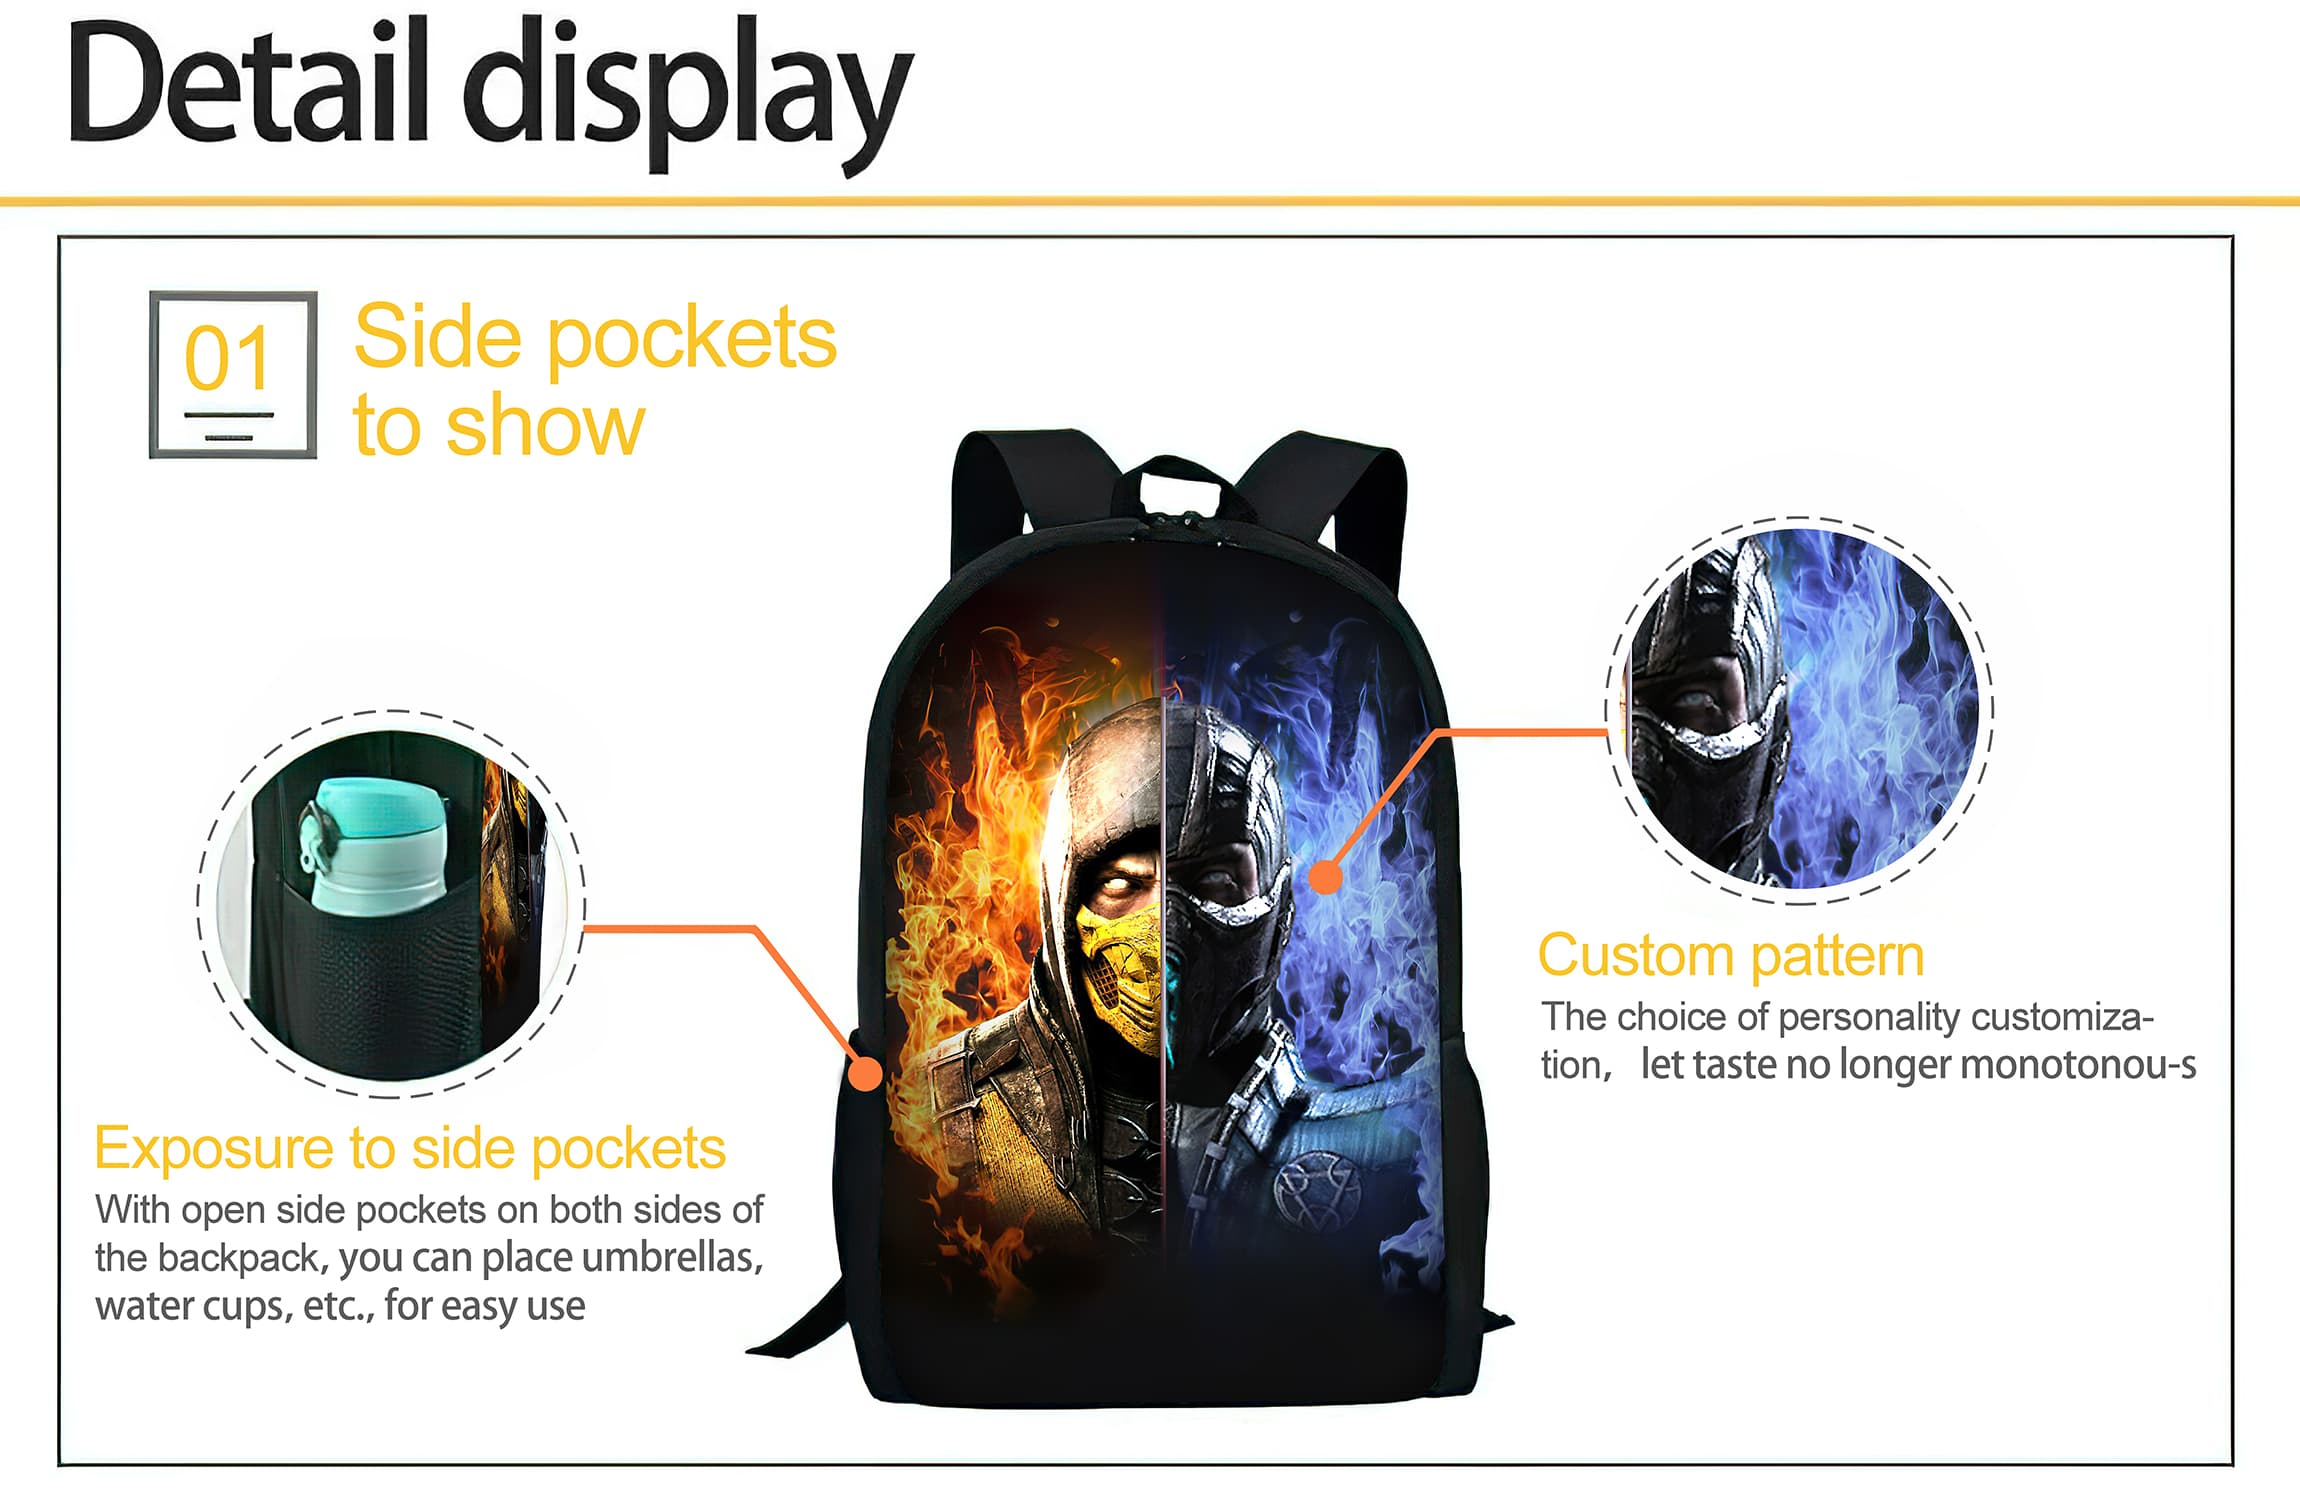 Detail display
01
Side pockets
to show
Custom pattern
The choice of personality customiza-
tion, let taste no longer monotonou-s
Exposure to side pockets
With open side pockets on both sides of
the backpack, you can place umbrellas,
water cups, etc., for easy use